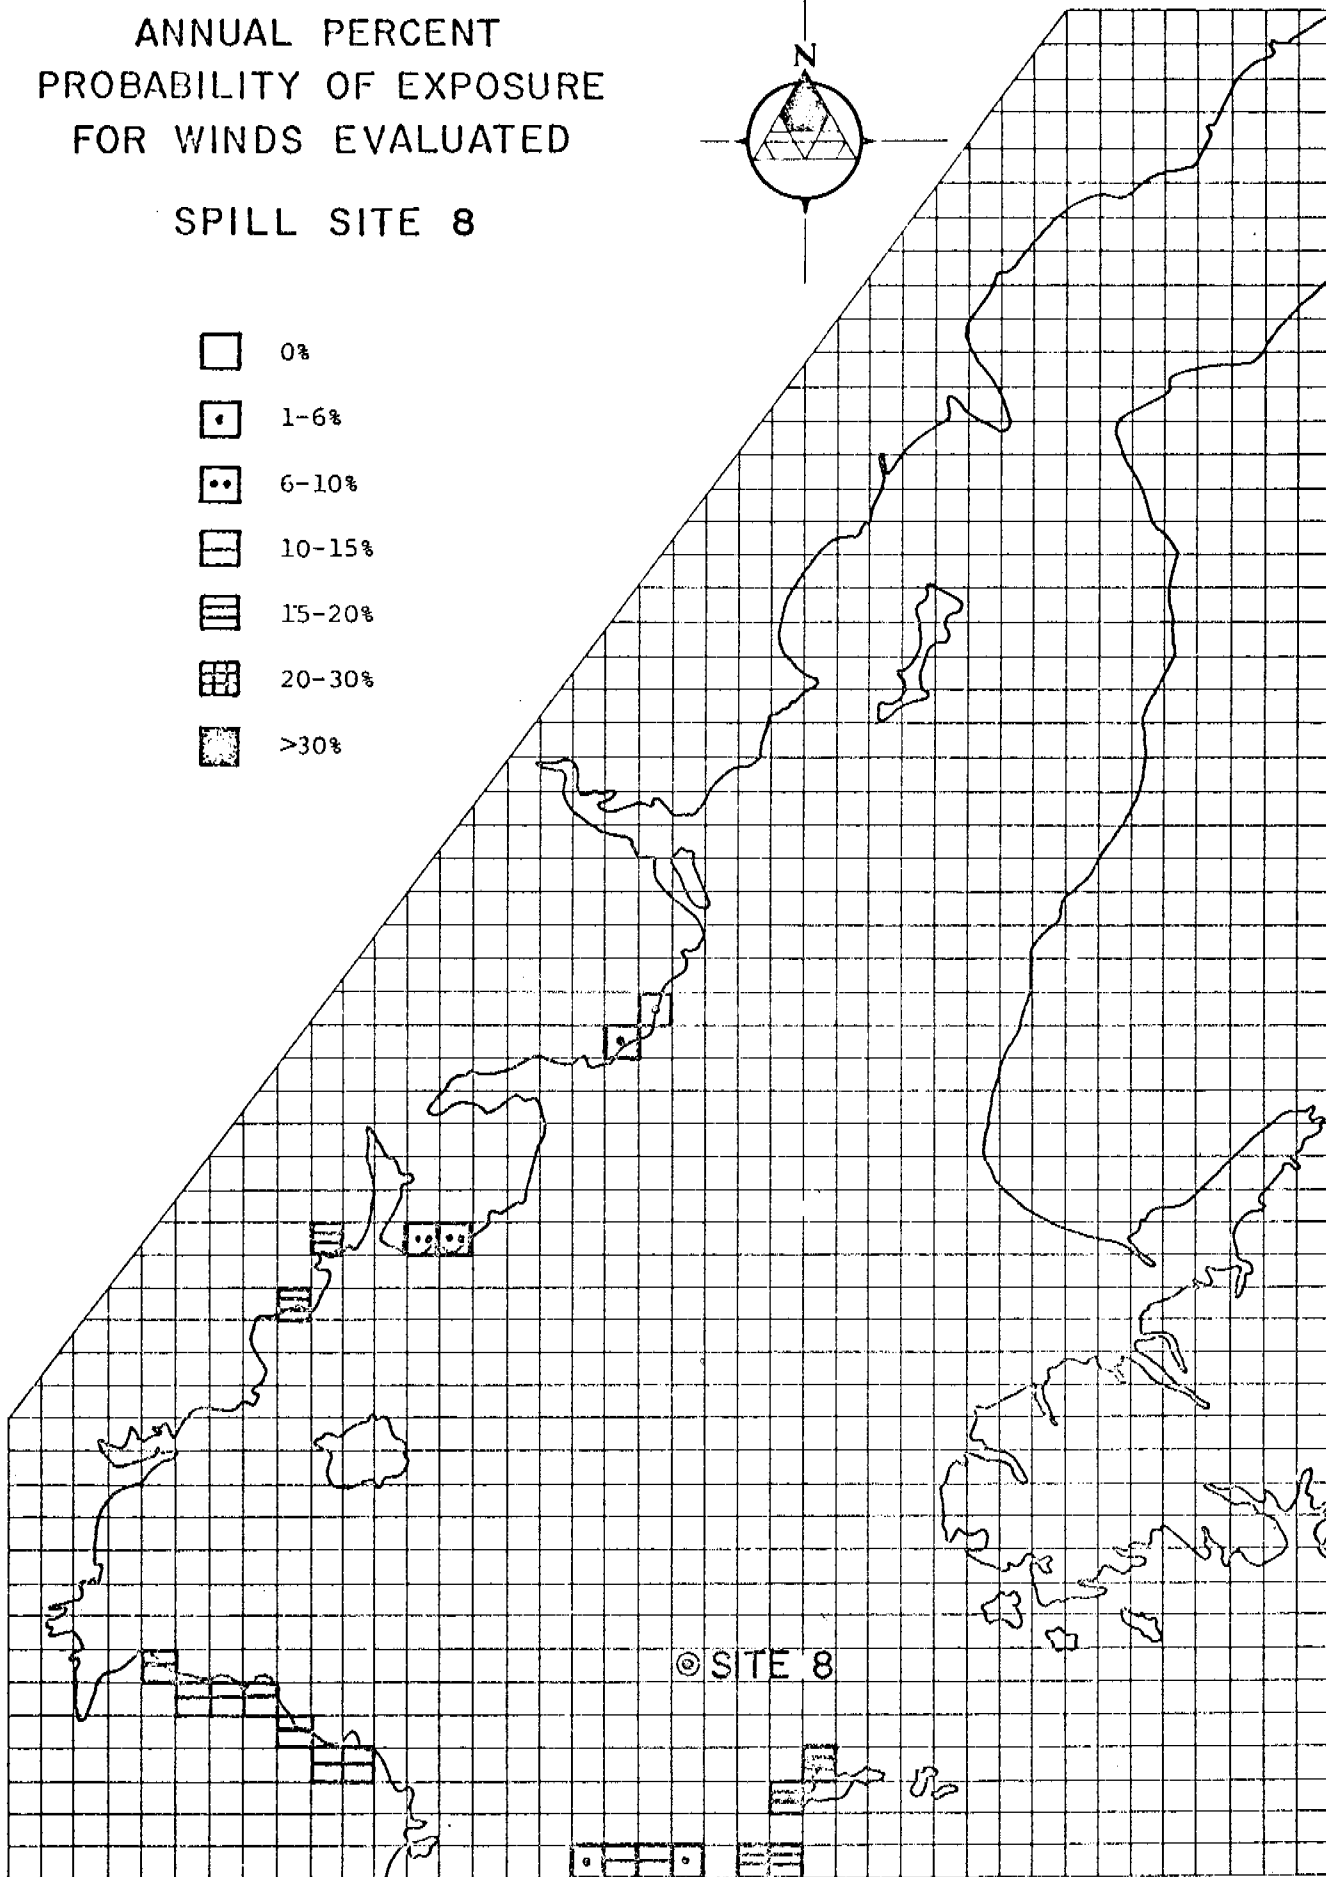 ANNUAL PERCENT
PROBABILITY OF EXPOSURE
FOR WINDS EVALUATED
SPILL SITE 8
N
0%
1-6%
6-10%
10-15%
15-20%
20-30%
>30%
SITE 8